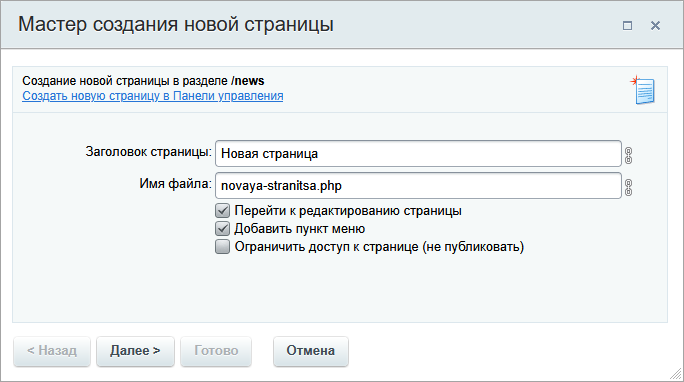 Мастер создания новой страницы
Создание новой страницы в разделе /news
Создать новую страницу в Панели управления
Заголовок страницы: Новая страница
Имя файла: novaya-stranitsa.php
Перейти к редактированию страницы
Добавить пункт меню
Ограничить доступ к странице (не публиковать)
< Назад Далее > Готово Отмена